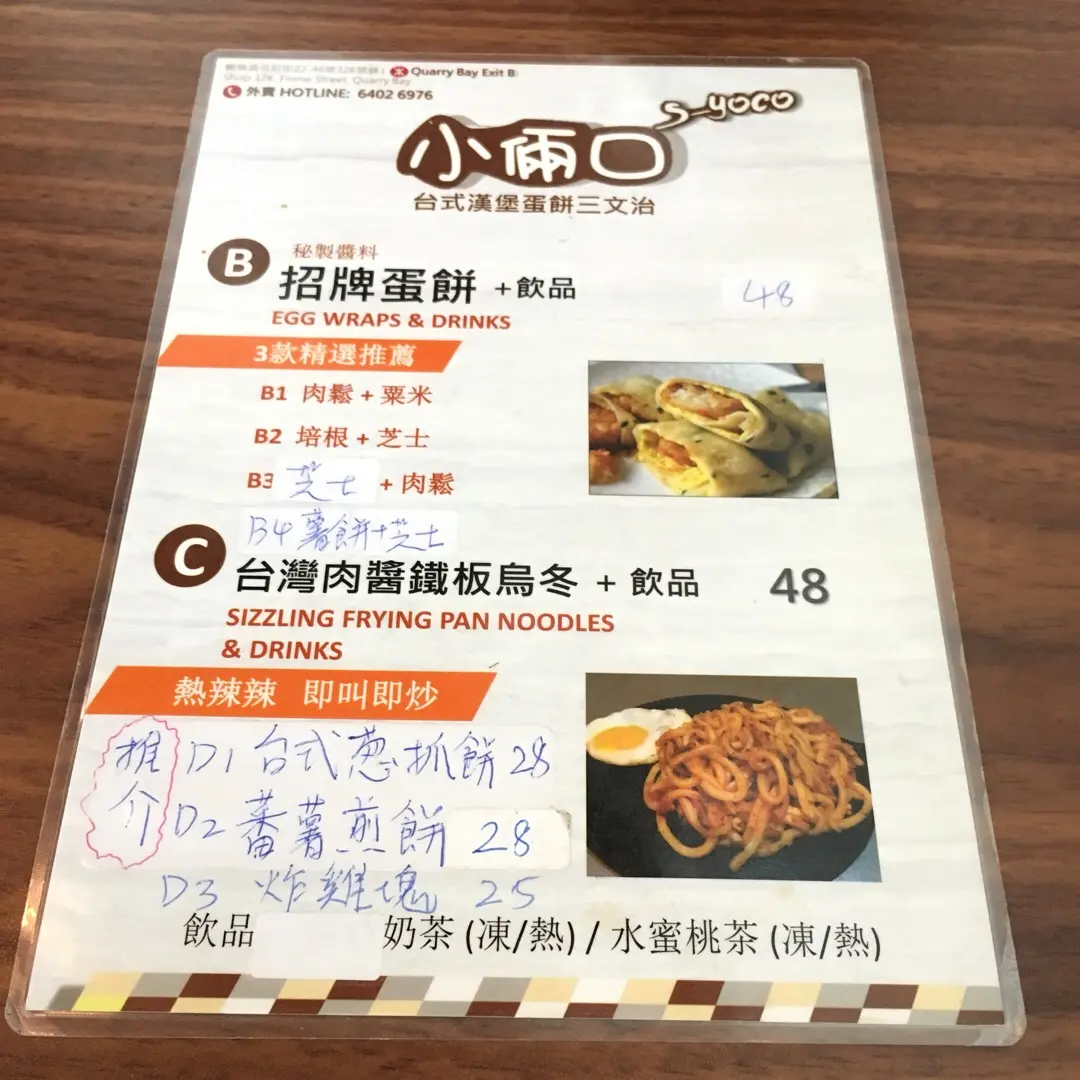 Quarry Bay Exit B
Shop 12E, Finnie Street, Quarry Bay
外賣 HOTLINE: 6402 6976
S-yoco
小倆口
台式漢堡蛋餅三文治
B
秘製醬料
招牌蛋餅 +飲品 48
EGG WRAPS & DRINKS
3款精選推薦
B1 肉鬆 + 粟米
B2 培根 + 芝士
B3 芝士 + 肉鬆
B4 薯餅+芝士
C
台灣肉醬鐵板烏冬 + 飲品 48
SIZZLING FRYING PAN NOODLES
& DRINKS
熱辣辣 即叫即炒
推介
D1 台式葱抓餅 28
D2 蕃薯煎餅 28
D3 炸雞塊 25
飲品 奶茶 (凍/熱) / 水蜜桃茶 (凍/熱)